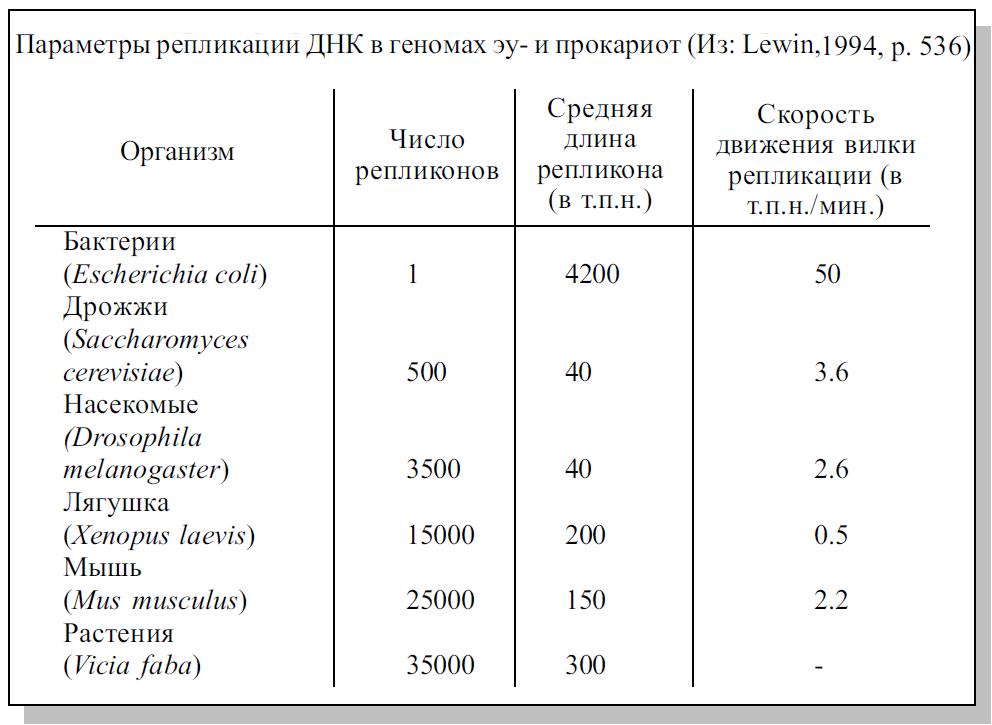 Параметры репликации ДНК в геномах эу- и прокариот (Из: Lewin,1994, p. 536)
Организм
Число
репликонов
Средняя
длина
репликона
(в т.п.н.)
Скорость
движения вилки
репликации (в
т.п.н./мин.)
Бактерии
(Escherichia coli) 1 4200 50
Дрожжи
(Saccharomyces
cerevisiae) 500 40 3.6
Насекомые
(Drosophila
melanogaster) 3500 40 2.6
Лягушка
(Xenopus laevis) 15000 200 0.5
Мышь
(Mus musculus) 25000 150 2.2
Растения
(Vicia faba) 35000 300 -